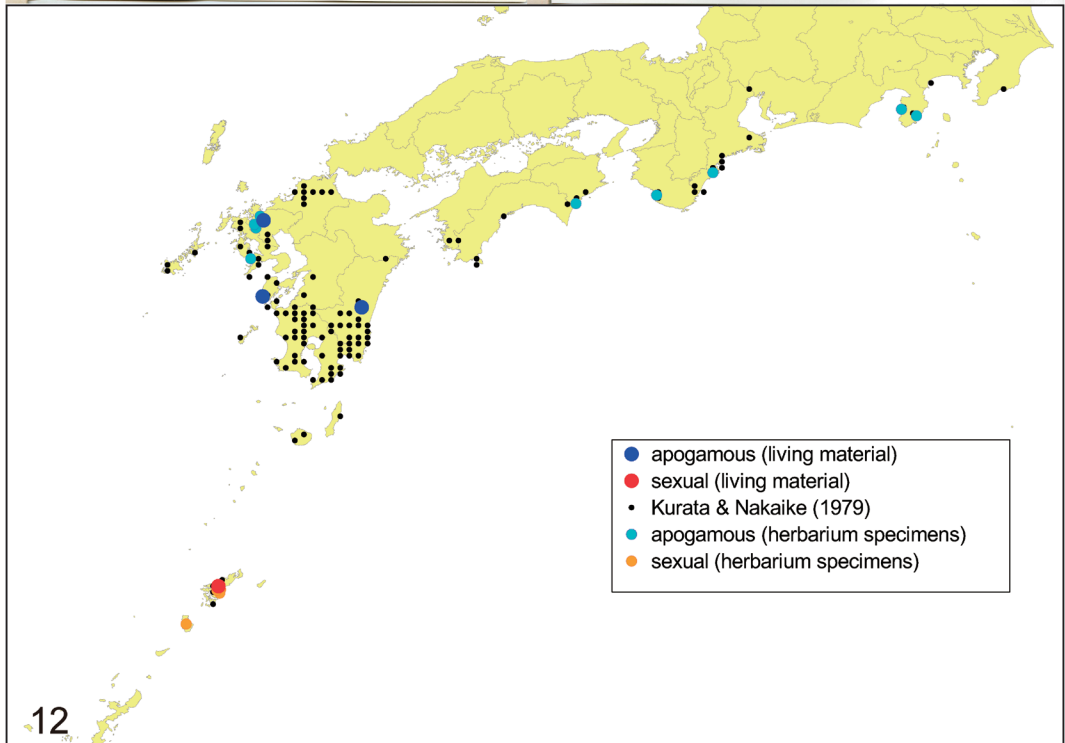 apogamous (living material)
sexual (living material)
Kurata & Nakaike (1979)
apogamous (herbarium specimens)
sexual (herbarium specimens)
12